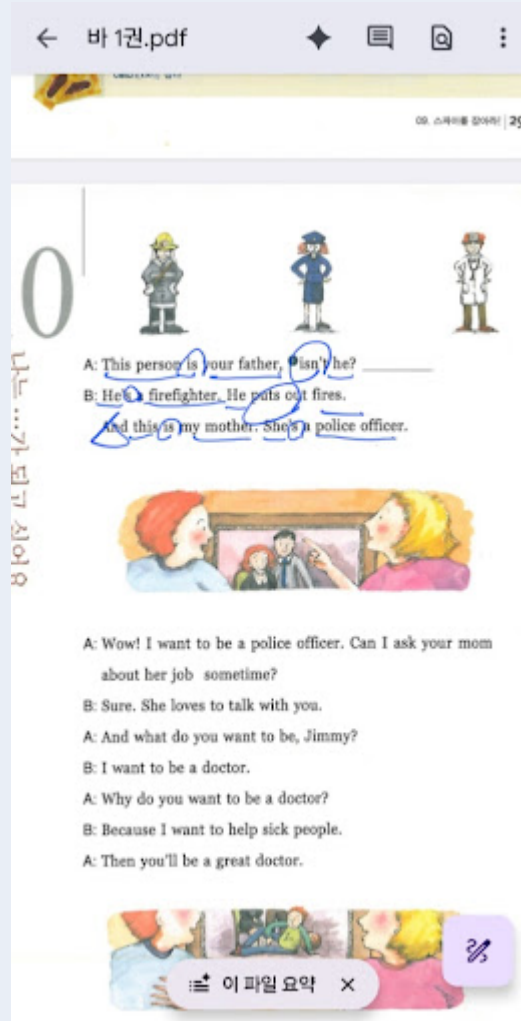 바 1권.pdf
09. 스파이를 잡아라! | 29
0
나는 …가 되고 싶어요
A: This person is your father, isn't he?
B: He's a firefighter. He puts out fires.
And this is my mother. She's a police officer.
A: Wow! I want to be a police officer. Can I ask your mom
about her job sometime?
B: Sure. She loves to talk with you.
A: And what do you want to be, Jimmy?
B: I want to be a doctor.
A: Why do you want to be a doctor?
B: Because I want to help sick people.
A: Then you'll be a great doctor.
이 파일 요약